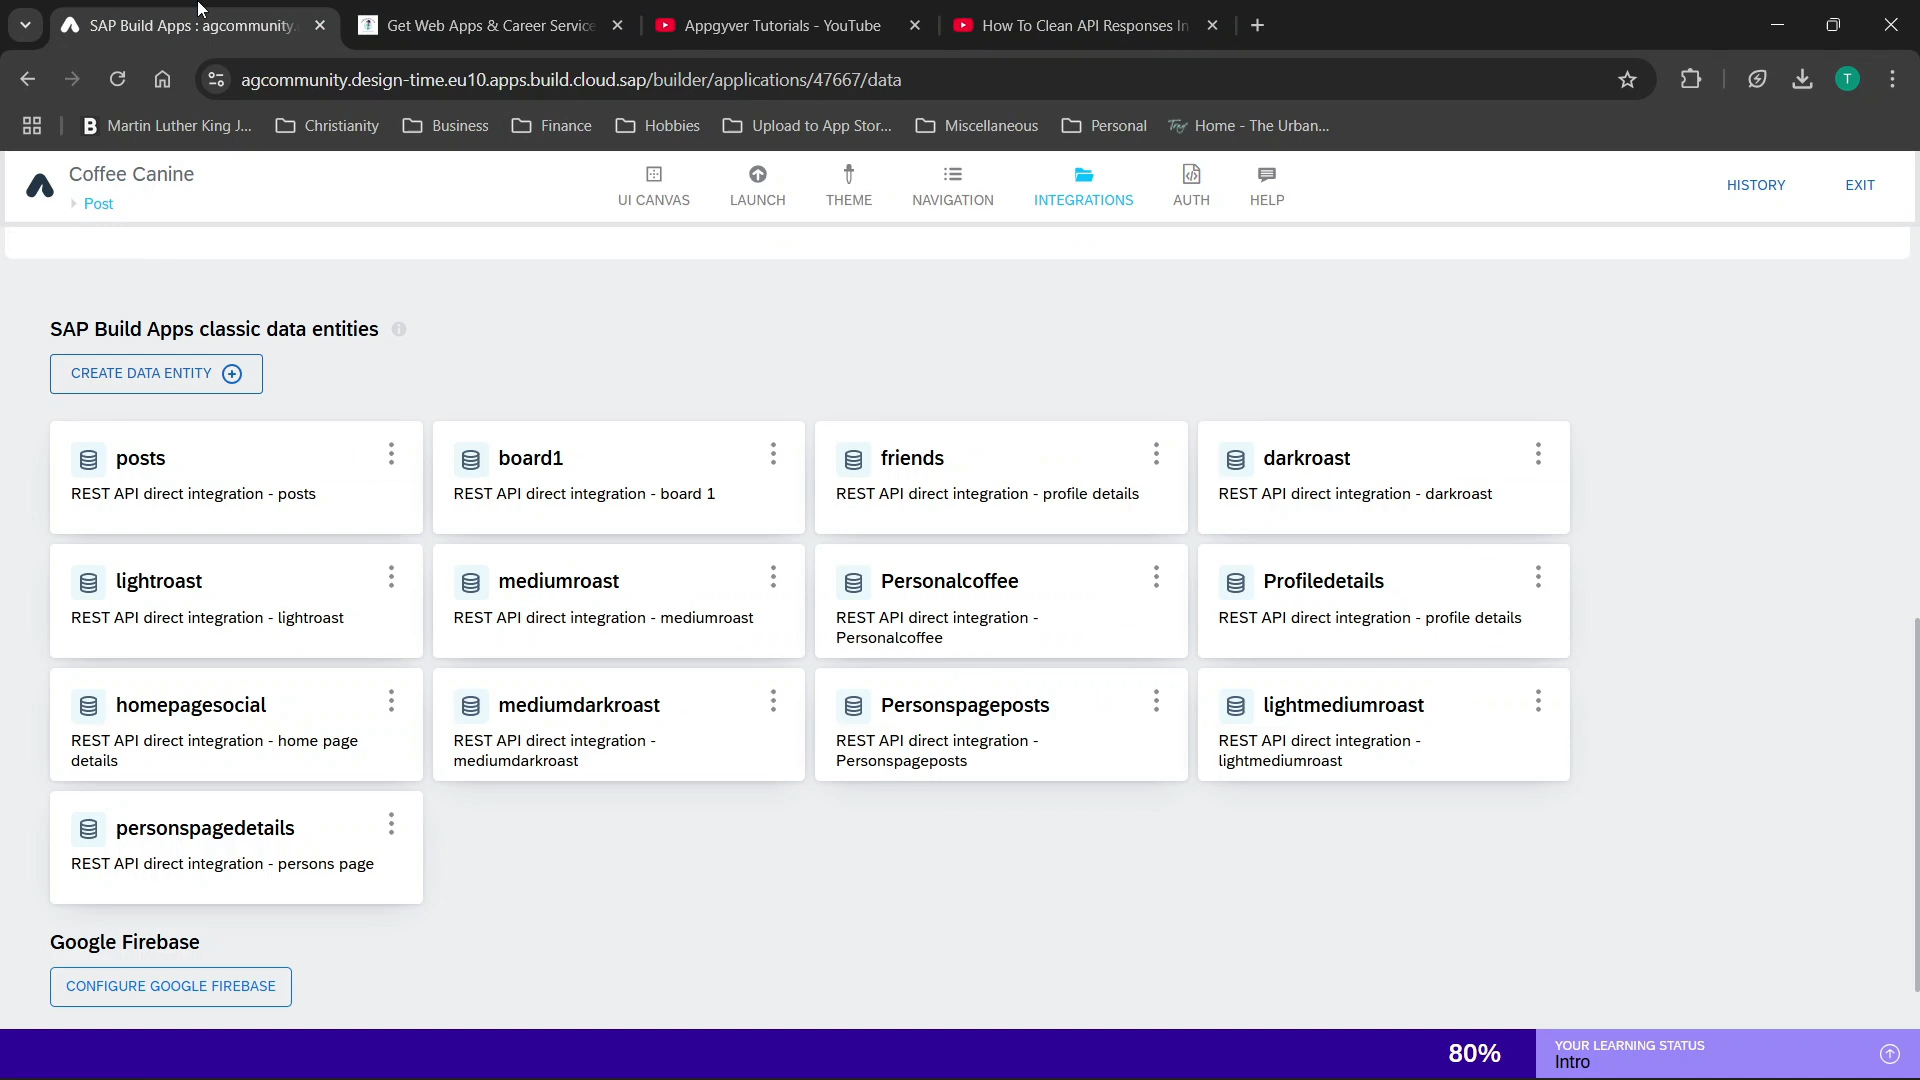 SAP Build Apps : agcommunity.
Get Web Apps & Career Service
Appgyver Tutorials - YouTube
How To Clean API Responses In
agcommunity.design-time.eu10.apps.build.cloud.sap/builder/applications/47667/data
T
B Martin Luther King J...
Christianity
Business
Finance
Hobbies
Upload to App Stor...
Miscellaneous
Personal
Home - The Urban...
Coffee Canine
Post
UI CANVAS
LAUNCH
THEME
NAVIGATION
INTEGRATIONS
AUTH
HELP
HISTORY
EXIT
SAP Build Apps classic data entities
CREATE DATA ENTITY
posts
REST API direct integration - posts
board1
REST API direct integration - board 1
friends
REST API direct integration - profile details
darkroast
REST API direct integration - darkroast
lightroast
REST API direct integration - lightroast
mediumroast
REST API direct integration - mediumroast
Personalcoffee
REST API direct integration -
Personalcoffee
Profiledetails
REST API direct integration - profile details
homepagesocial
REST API direct integration - home page
details
mediumdarkroast
REST API direct integration -
mediumdarkroast
Personspageposts
REST API direct integration -
Personspageposts
lightmediumroast
REST API direct integration -
lightmediumroast
personspagedetails
REST API direct integration - persons page
Google Firebase
CONFIGURE GOOGLE FIREBASE
80%
YOUR LEARNING STATUS
Intro